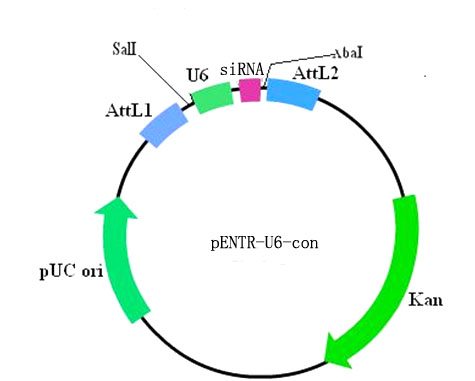 SalI
U6
siRNA
AbaI
AttL1
AttL2
pENTR-U6-con
pUC ori
Kan